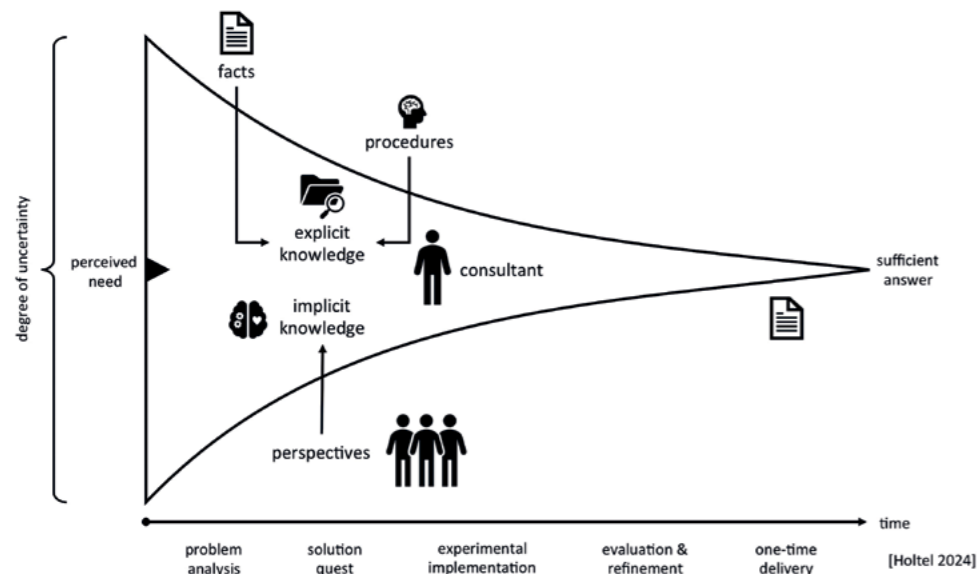 facts
procedures
explicit
knowledge
degree of uncertainty
perceived
need
consultant
sufficient
answer
implicit
knowledge
perspectives
time
problem
analysis
solution
quest
experimental
implementation
evaluation &
refinement
one-time
delivery
[Holtel 2024]